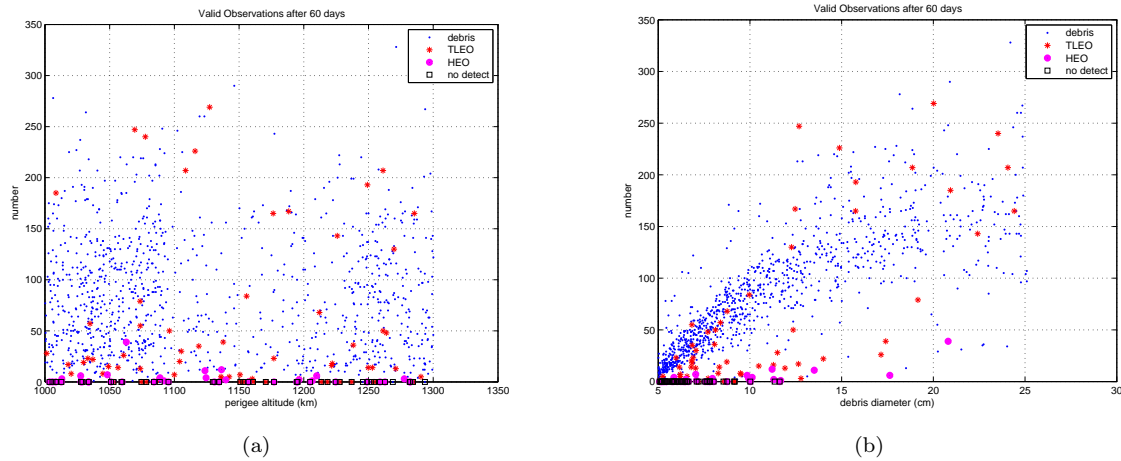 Valid Observations after 60 days
350
300
250
200
150
100
50
0
number
1000
1050
1100
1150
1200
1250
1300
1350
perigee altitude (km)
debris
TLEO
HEO
no detect
(a)
Valid Observations after 60 days
350
300
250
200
150
100
50
0
number
5
10
15
20
25
30
debris diameter (cm)
debris
TLEO
HEO
no detect
(b)